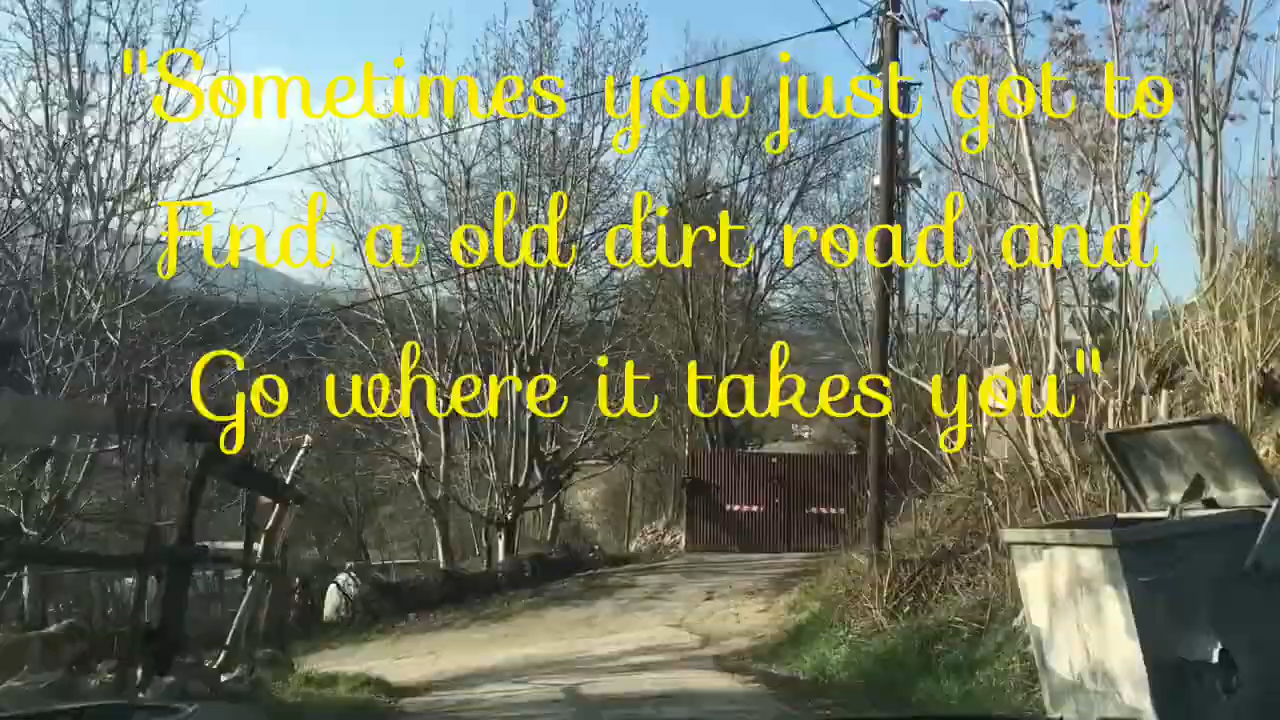 "Sometimes you just got to
Find a old dirt road and
Go where it takes you"